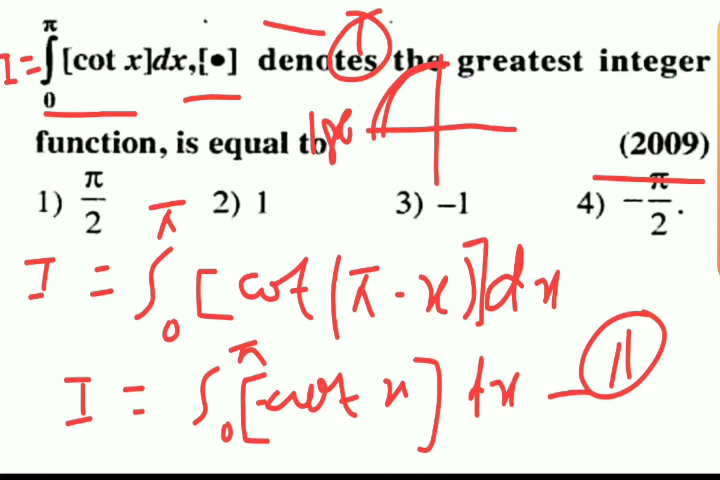 I = ∫₀^π [cot x]dx,[•] denotes the greatest integer (I)
function, is equal to (2009)
1) π/2 2) 1 3) –1 4) –π/2.
I = ∫₀^π [cot(π - x)]dx
I = ∫₀^π [-cot x] dx — (II)